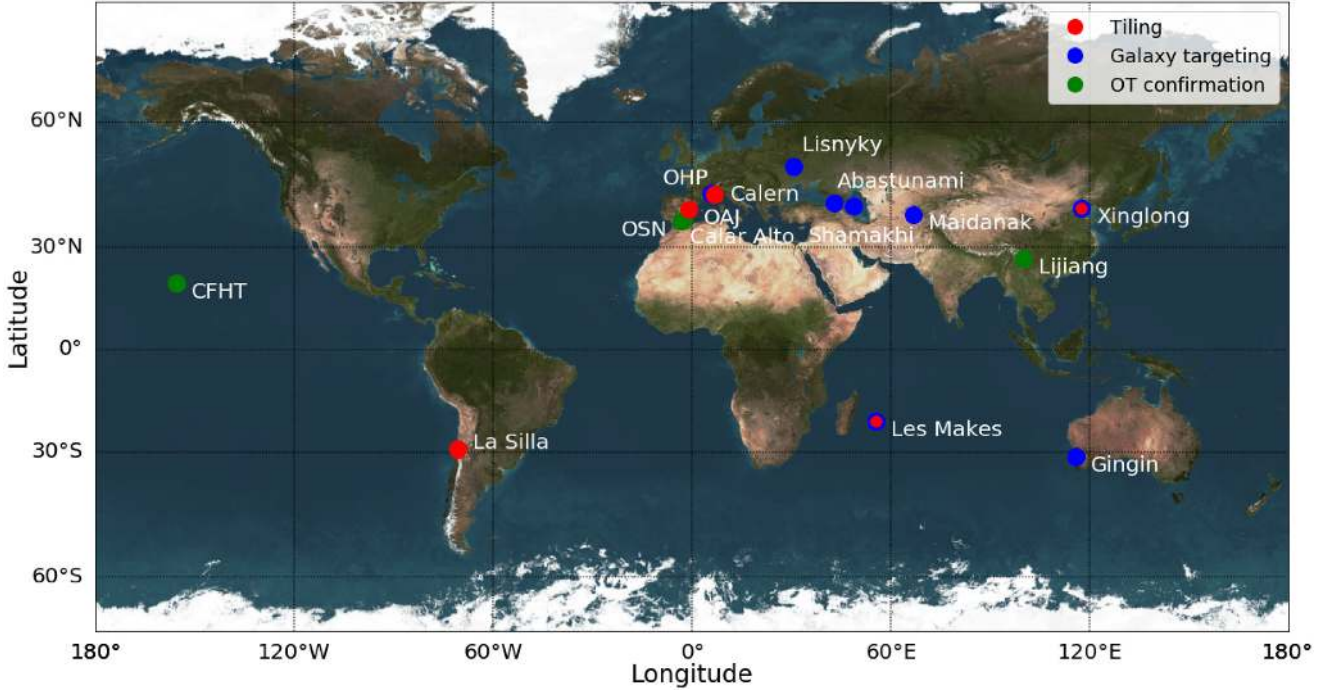 Tiling
Galaxy targeting
OT confirmation
60°N
Lisnyky
OHP
Calern
Abastunami
OAJ
Maidanak
Xinglong
OSN
Calar Alto
Shamakhi
30°N
Lijiang
CFHT
Latitude
0°
Les Makes
La Silla
30°S
Gingin
60°S
180°
120°W
60°W
0°
60°E
120°E
180°
Longitude